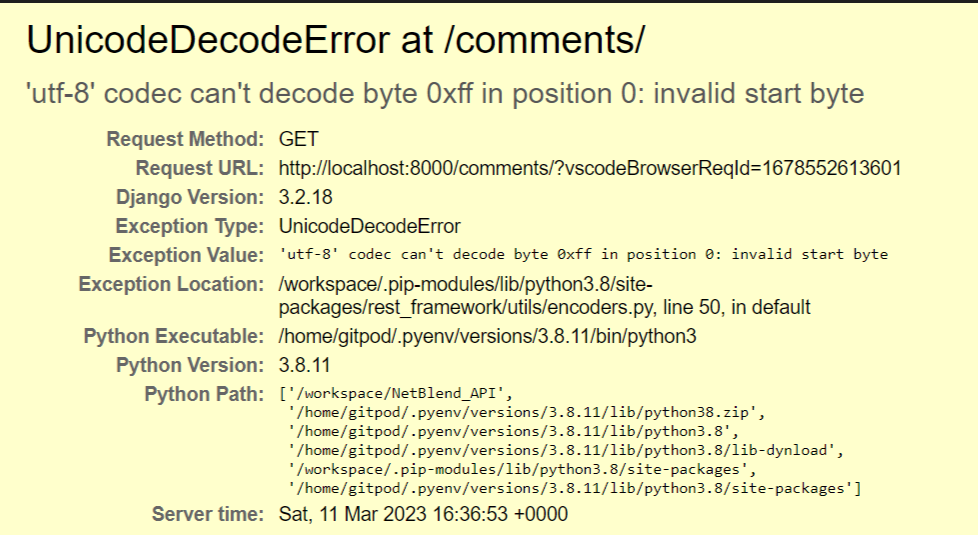 UnicodeDecodeError at /comments/
'utf-8' codec can't decode byte 0xff in position 0: invalid start byte
Request Method: GET
Request URL: http://localhost:8000/comments/?vscodeBrowserReqId=1678552613601
Django Version: 3.2.18
Exception Type: UnicodeDecodeError
Exception Value: 'utf-8' codec can't decode byte 0xff in position 0: invalid start byte
Exception Location: /workspace/.pip-modules/lib/python3.8/site-
packages/rest_framework/utils/encoders.py, line 50, in default
Python Executable: /home/gitpod/.pyenv/versions/3.8.11/bin/python3
Python Version: 3.8.11
Python Path: ['/workspace/NetBlend_API',
'/home/gitpod/.pyenv/versions/3.8.11/lib/python38.zip',
'/home/gitpod/.pyenv/versions/3.8.11/lib/python3.8',
'/home/gitpod/.pyenv/versions/3.8.11/lib/python3.8/lib-dynload',
'/workspace/.pip-modules/lib/python3.8/site-packages',
'/home/gitpod/.pyenv/versions/3.8.11/lib/python3.8/site-packages']
Server time: Sat, 11 Mar 2023 16:36:53 +0000